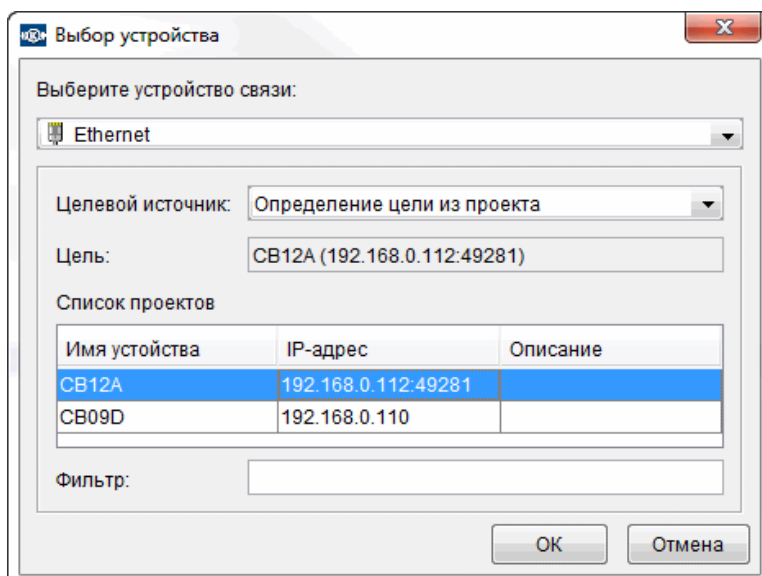 Выбор устройства
Выберите устройство связи:
Ethernet
Целевой источник: Определение цели из проекта
Цель: CB12A (192.168.0.112:49281)
Список проектов
Имя устойства IP-адрес Описание
CB12A 192.168.0.112:49281
CB09D 192.168.0.110
Фильтр:
ОК Отмена